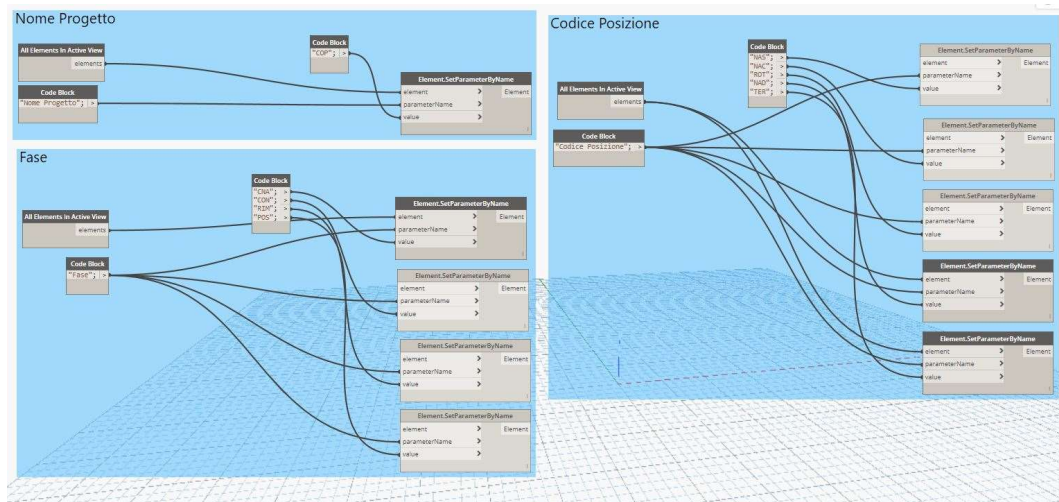 Nome Progetto
All Elements In Active View
elements
Code Block
"COP"; >
Code Block
"Nome Progetto"; >
Element.SetParameterByName
element > Element
parameterName >
value >
Fase
All Elements In Active View
elements
Code Block
"Fase"; >
Code Block
"CNA"; >
"CON"; >
"RIM"; >
"POS"; >
Element.SetParameterByName
element > Element
parameterName >
value >
Element.SetParameterByName
element > Element
parameterName >
value >
Element.SetParameterByName
element > Element
parameterName >
value >
Element.SetParameterByName
element > Element
parameterName >
value >
Codice Posizione
All Elements In Active View
elements
Code Block
"Codice Posizione"; >
Code Block
"NAS"; >
"NAC"; >
"ROT"; >
"NAD"; >
"TER"; >
Element.SetParameterByName
element > Element
parameterName >
value >
Element.SetParameterByName
element > Element
parameterName >
value >
Element.SetParameterByName
element > Element
parameterName >
value >
Element.SetParameterByName
element > Element
parameterName >
value >
Element.SetParameterByName
element > Element
parameterName >
value >